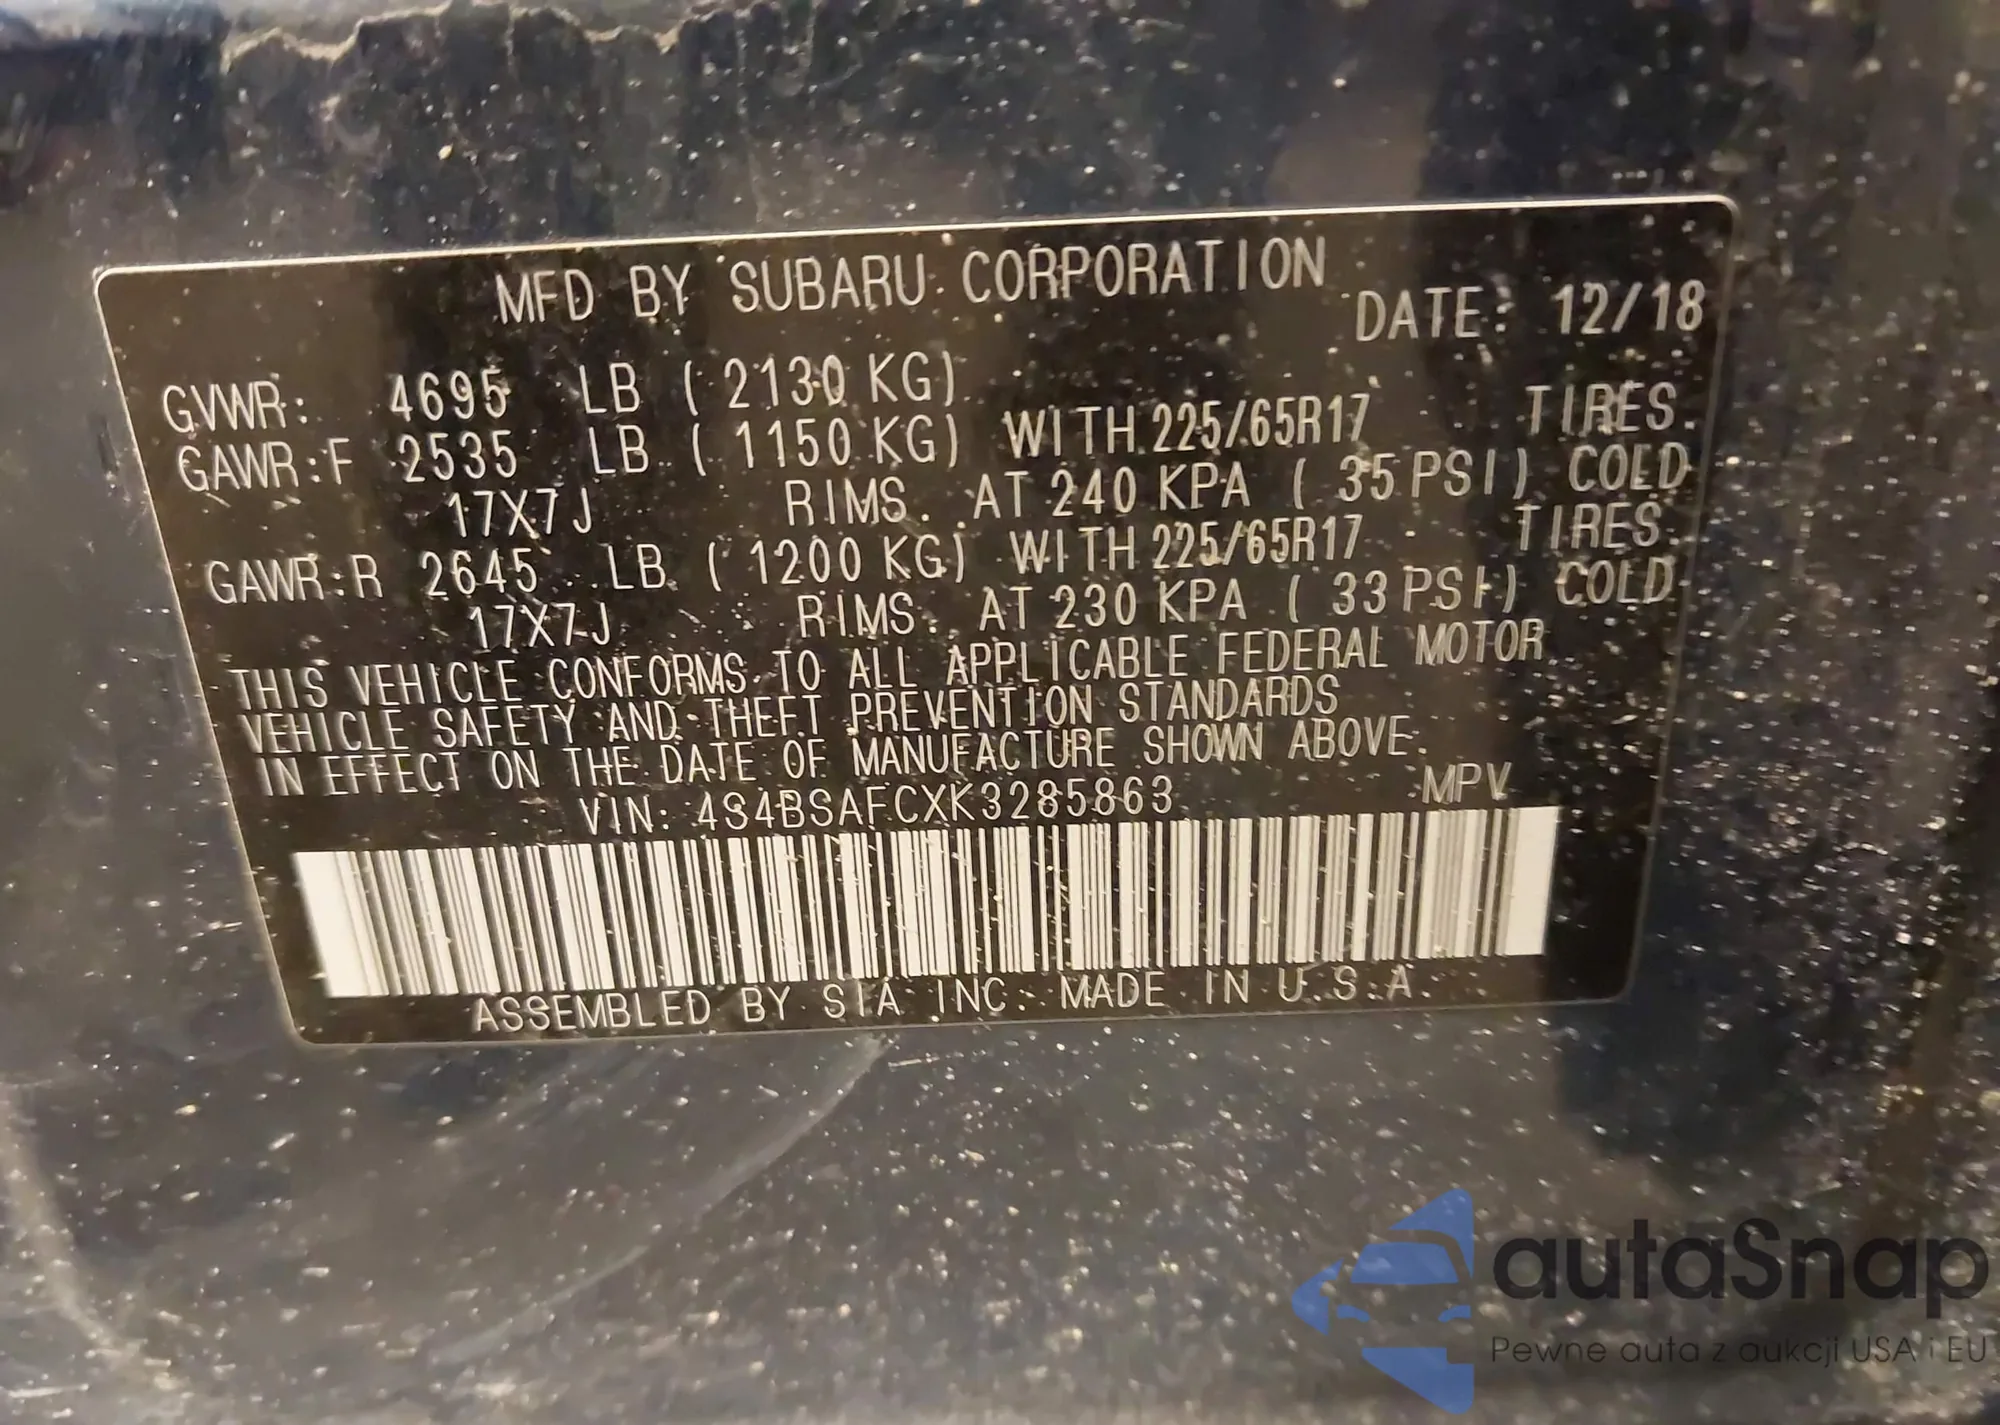 MFD BY SUBARU CORPORATION
DATE: 12/18
GVWR: 4695 LB ( 2130 KG)
GAWR:F 2535 LB ( 1150 KG) WITH 225/65R17 TIRES.
17X7J RIMS. AT 240 KPA ( 35 PSI) COLD
GAWR:R 2645 LB ( 1200 KG) WITH 225/65R17 TIRES.
17X7J RIMS. AT 230 KPA ( 33 PSI) COLD
THIS VEHICLE CONFORMS TO ALL APPLICABLE FEDERAL MOTOR
VEHICLE SAFETY AND THEFT PREVENTION STANDARDS
IN EFFECT ON THE DATE OF MANUFACTURE SHOWN ABOVE.
VIN: 4S4BSAFCXK3285863 MPV
ASSEMBLED BY SIA INC. MADE IN U.S.A.
autaSnap
Pewne auta z aukcji USA i EU